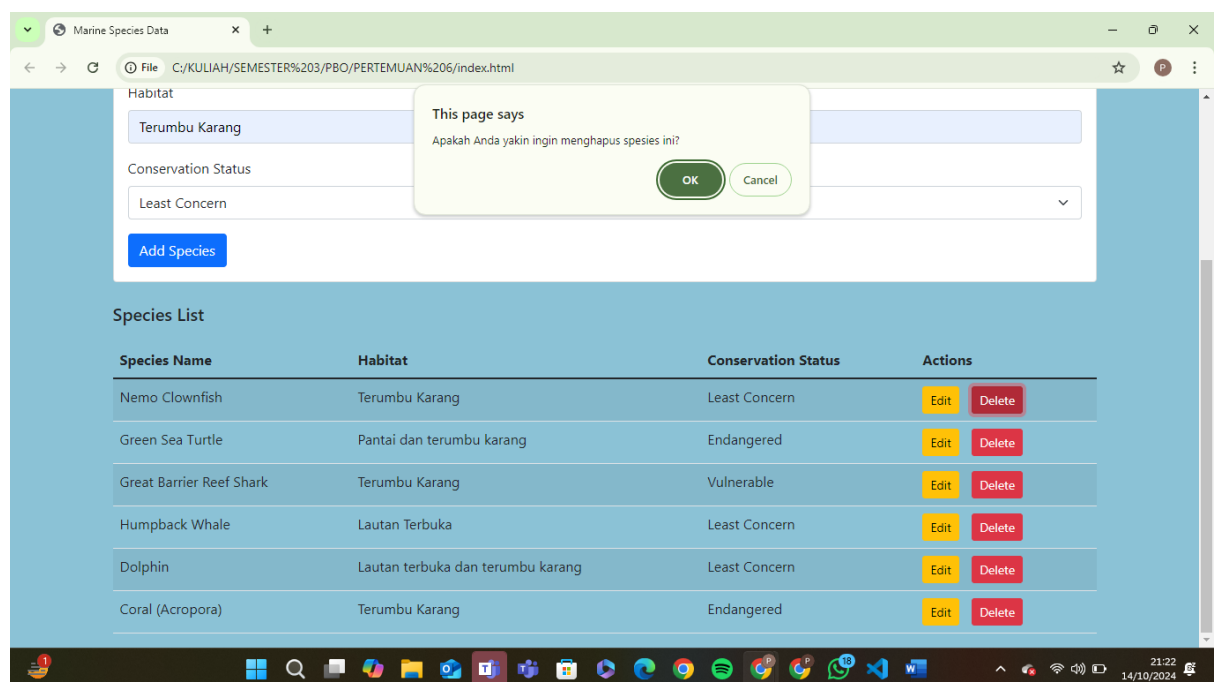 Marine Species Data
File C:/KULIAH/SEMESTER%203/PBO/PERTEMUAN%206/index.html
P
Habitat
Terumbu Karang
This page says
Apakah Anda yakin ingin menghapus spesies ini?
OK Cancel
Conservation Status
Least Concern
Add Species
Species List
Species Name Habitat Conservation Status Actions
Nemo Clownfish Terumbu Karang Least Concern Edit Delete
Green Sea Turtle Pantai dan terumbu karang Endangered Edit Delete
Great Barrier Reef Shark Terumbu Karang Vulnerable Edit Delete
Humpback Whale Lautan Terbuka Least Concern Edit Delete
Dolphin Lautan terbuka dan terumbu karang Least Concern Edit Delete
Coral (Acropora) Terumbu Karang Endangered Edit Delete
1 P P 18 21:22
14/10/2024